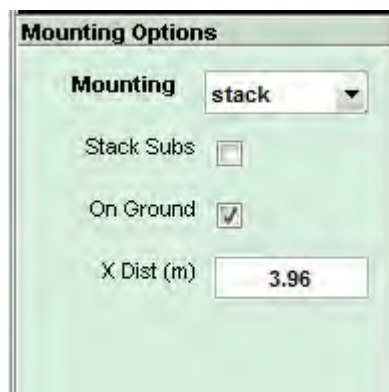 Mounting Options
Mounting stack
Stack Subs
On Ground
X Dist (m) 3.96